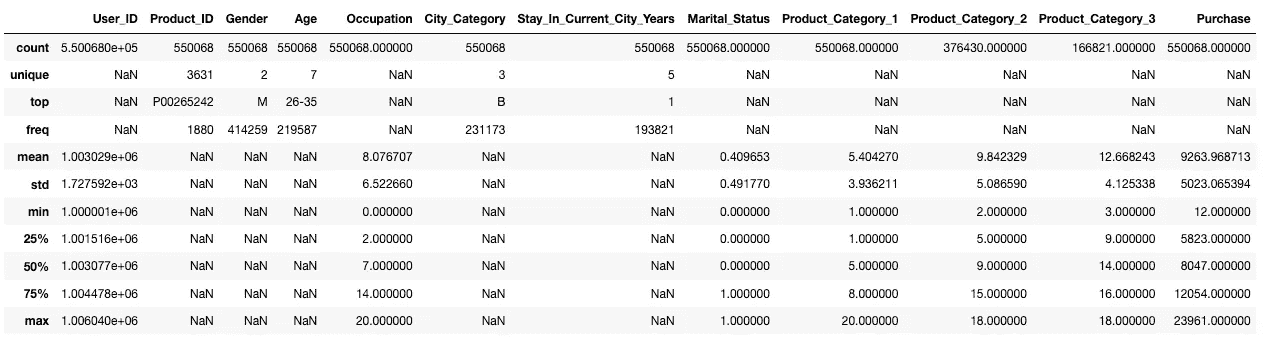 User_ID Product_ID Gender Age Occupation City_Category Stay_In_Current_City_Years Marital_Status Product_Category_1 Product_Category_2 Product_Category_3 Purchase
count 5.500680e+05 550068 550068 550068 550068.000000 550068 550068 550068.000000 550068.000000 376430.000000 166821.000000 550068.000000
unique NaN 3631 2 7 NaN 3 5 NaN NaN NaN NaN NaN
top NaN P00265242 M 26-35 NaN B 1 NaN NaN NaN NaN NaN
freq NaN 1880 414259 219587 NaN 231173 193821 NaN NaN NaN NaN NaN
mean 1.003029e+06 NaN NaN NaN 8.076707 NaN NaN 0.409653 5.404270 9.842329 12.668243 9263.968713
std 1.727592e+03 NaN NaN NaN 6.522660 NaN NaN 0.491770 3.936211 5.086590 4.125338 5023.065394
min 1.000001e+06 NaN NaN NaN 0.000000 NaN NaN 0.000000 1.000000 2.000000 3.000000 12.000000
25% 1.001516e+06 NaN NaN NaN 2.000000 NaN NaN 0.000000 1.000000 5.000000 9.000000 5823.000000
50% 1.003077e+06 NaN NaN NaN 7.000000 NaN NaN 0.000000 5.000000 9.000000 14.000000 8047.000000
75% 1.004478e+06 NaN NaN NaN 14.000000 NaN NaN 1.000000 8.000000 15.000000 16.000000 12054.000000
max 1.006040e+06 NaN NaN NaN 20.000000 NaN NaN 1.000000 20.000000 18.000000 18.000000 23961.000000